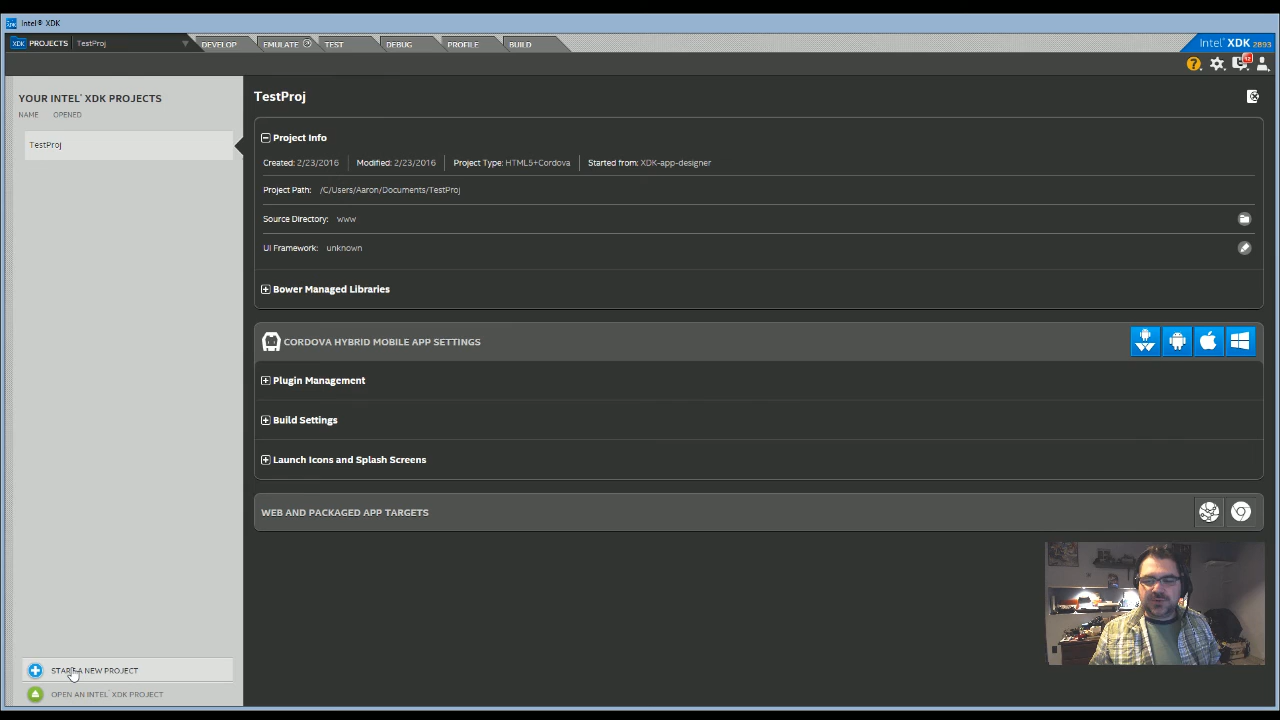 XDK Intel® XDK
XDK PROJECTS TestProj DEVELOP EMULATE TEST DEBUG PROFILE BUILD Intel® XDK 2893
YOUR INTEL® XDK PROJECTS
NAME OPENED
TestProj
START A NEW PROJECT
OPEN AN INTEL® XDK PROJECT
TestProj
Project Info
Created: 2/23/2016 Modified: 2/23/2016 Project Type: HTML5+Cordova Started from: XDK-app-designer
Project Path: /C/Users/Aaron/Documents/TestProj
Source Directory: www
UI Framework: unknown
Bower Managed Libraries
CORDOVA HYBRID MOBILE APP SETTINGS
Plugin Management
Build Settings
Launch Icons and Splash Screens
WEB AND PACKAGED APP TARGETS